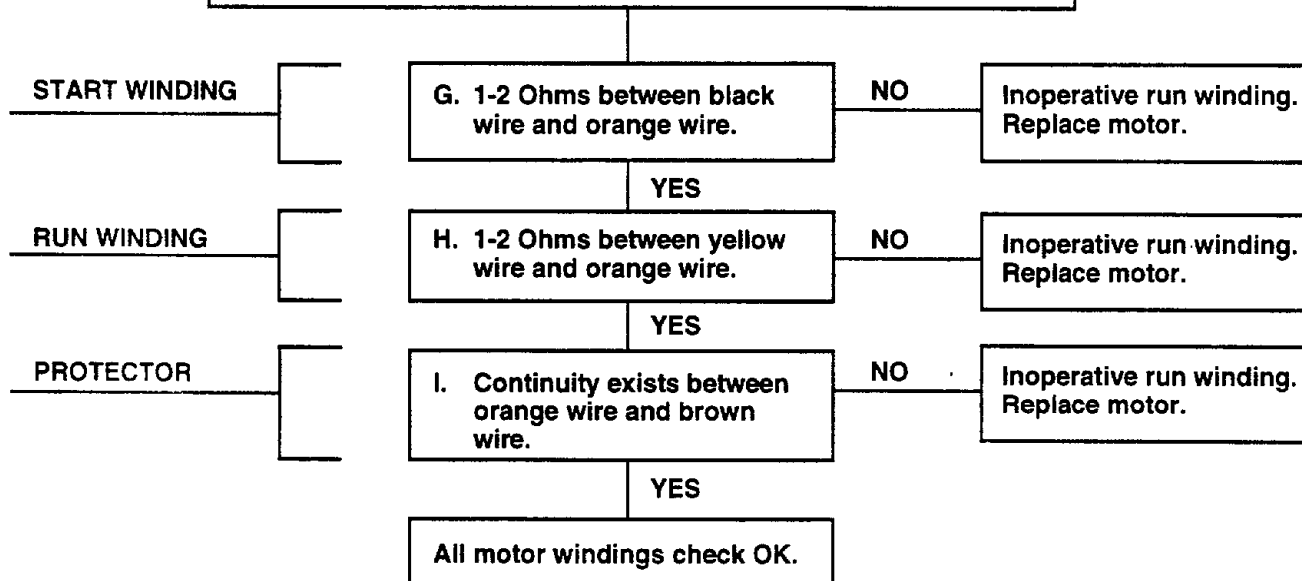 START WINDING
G. 1-2 Ohms between black
wire and orange wire.
NO
Inoperative run winding.
Replace motor.
YES
RUN WINDING
H. 1-2 Ohms between yellow
wire and orange wire.
NO
Inoperative run winding.
Replace motor.
YES
PROTECTOR
I. Continuity exists between
orange wire and brown
wire.
NO
Inoperative run winding.
Replace motor.
YES
All motor windings check OK.